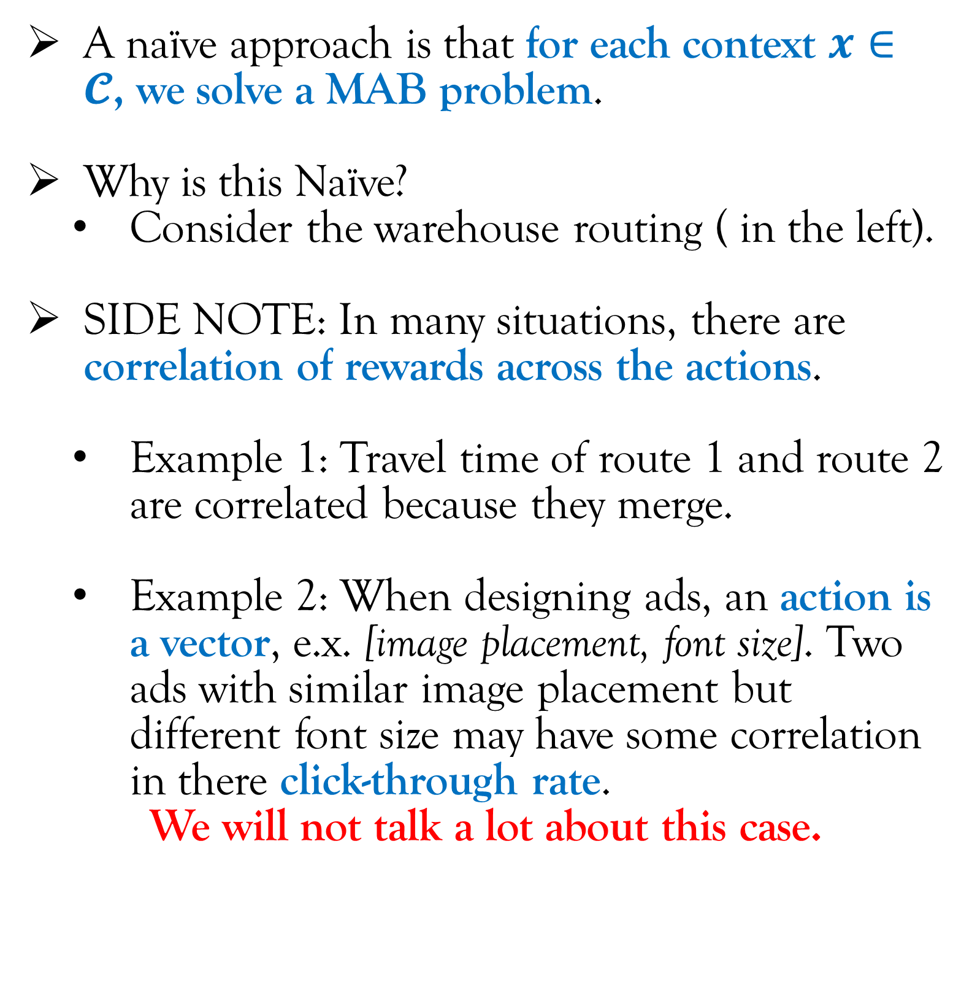 ➢ A naïve approach is that for each context 𝒙 ∈
𝓒, we solve a MAB problem.
➢ Why is this Naïve?
• Consider the warehouse routing ( in the left).
➢ SIDE NOTE: In many situations, there are
correlation of rewards across the actions.
• Example 1: Travel time of route 1 and route 2
are correlated because they merge.
• Example 2: When designing ads, an action is
a vector, e.x. [image placement, font size]. Two
ads with similar image placement but
different font size may have some correlation
in there click-through rate.
We will not talk a lot about this case.